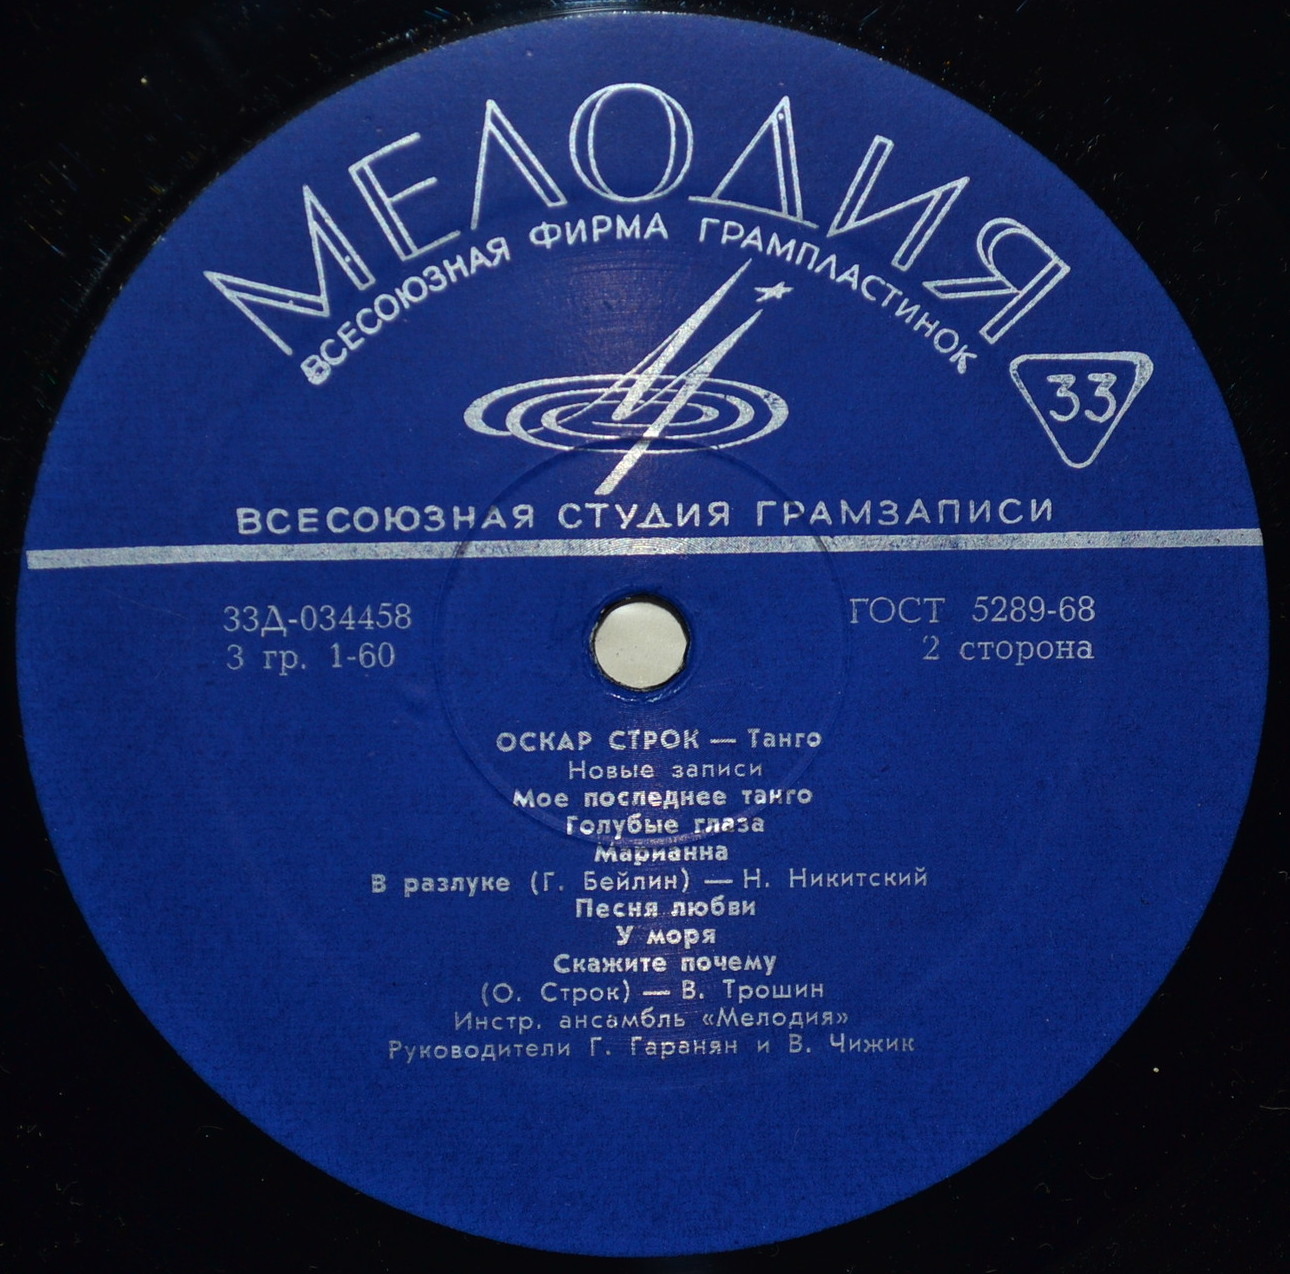 МЕЛОДИЯ
ВСЕСОЮЗНАЯ ФИРМА ГРАМПЛАСТИНОК
33
ВСЕСОЮЗНАЯ СТУДИЯ ГРАМЗАПИСИ
33Д-034458
3 гр. 1-60
ГОСТ 5289-68
2 сторона
ОСКАР СТРОК — Танго
Новые записи
Мое последнее танго
Голубые глаза
Марианна
В разлуке (Г. Бейлин) — Н. Никитский
Песня любви
У моря
Скажите почему
(О. Строк) — В. Трошин
Инстр. ансамбль «Мелодия»
Руководители Г. Гаранян и В. Чижик